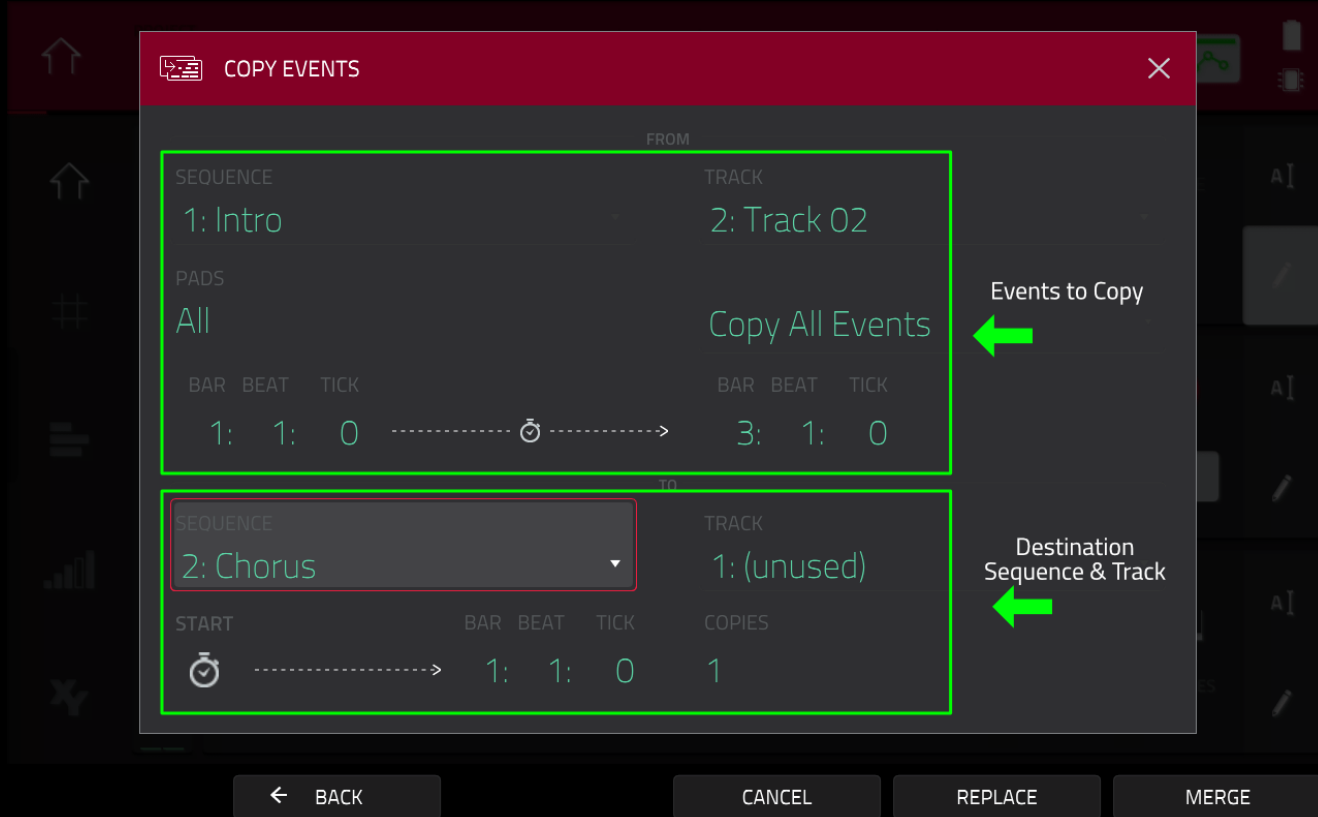 COPY EVENTS
FROM
SEQUENCE TRACK
1: Intro 2: Track 02
PADS
All Copy All Events
Events to Copy
BAR BEAT TICK BAR BEAT TICK
1: 1: 0 3: 1: 0
TO
SEQUENCE TRACK
2: Chorus 1: (unused)
Destination
Sequence & Track
START BAR BEAT TICK COPIES
1: 1: 0 1
BACK CANCEL REPLACE MERGE